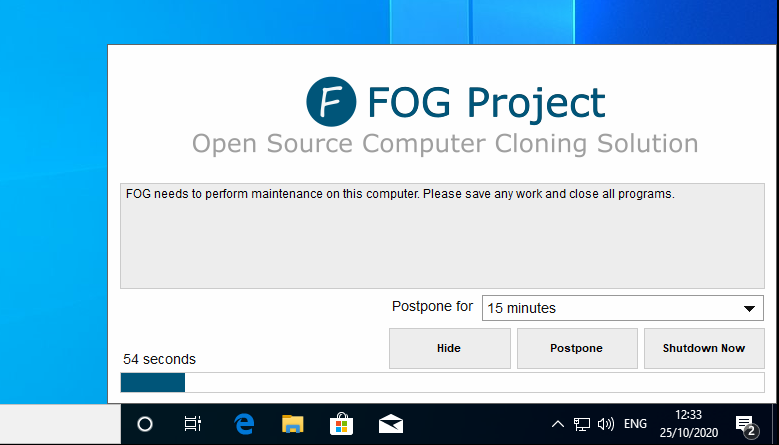 F FOG Project
Open Source Computer Cloning Solution
FOG needs to perform maintenance on this computer. Please save any work and close all programs.
Postpone for 15 minutes
Hide Postpone Shutdown Now
54 seconds
ENG 12:33
25/10/2020 2